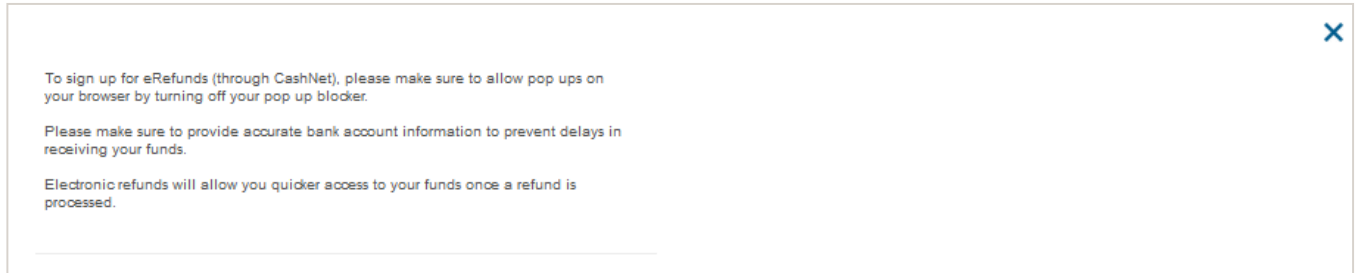 To sign up for eRefunds (through CashNet), please make sure to allow pop ups on
your browser by turning off your pop up blocker.
Please make sure to provide accurate bank account information to prevent delays in
receiving your funds.
Electronic refunds will allow you quicker access to your funds once a refund is
processed.